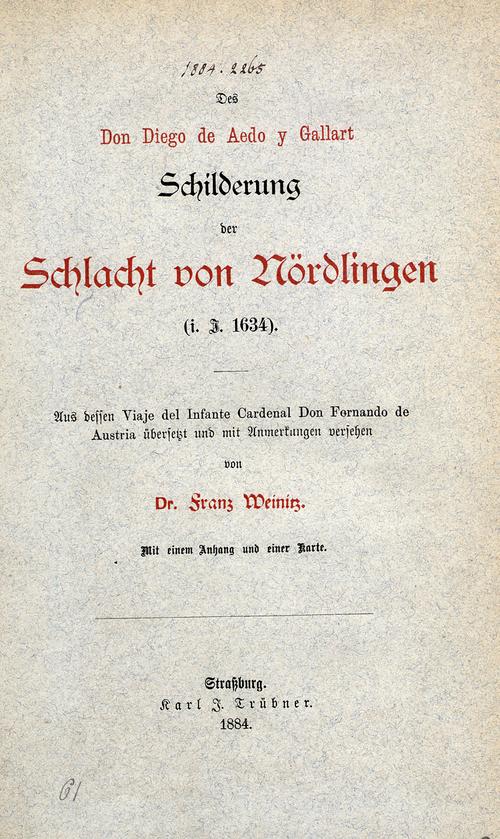 1884. 2265
Des
Don Diego de Aedo y Gallart
Schilderung
der
Schlacht von Nördlingen
(i. J. 1634).
Aus dessen Viaje del Infante Cardenal Don Fernando de
Austria übersetzt und mit Anmerkungen versehen
von
Dr. Franz Weinitz.
Mit einem Anhang und einer Karte.
Straßburg.
Karl J. Trübner.
1884.
61